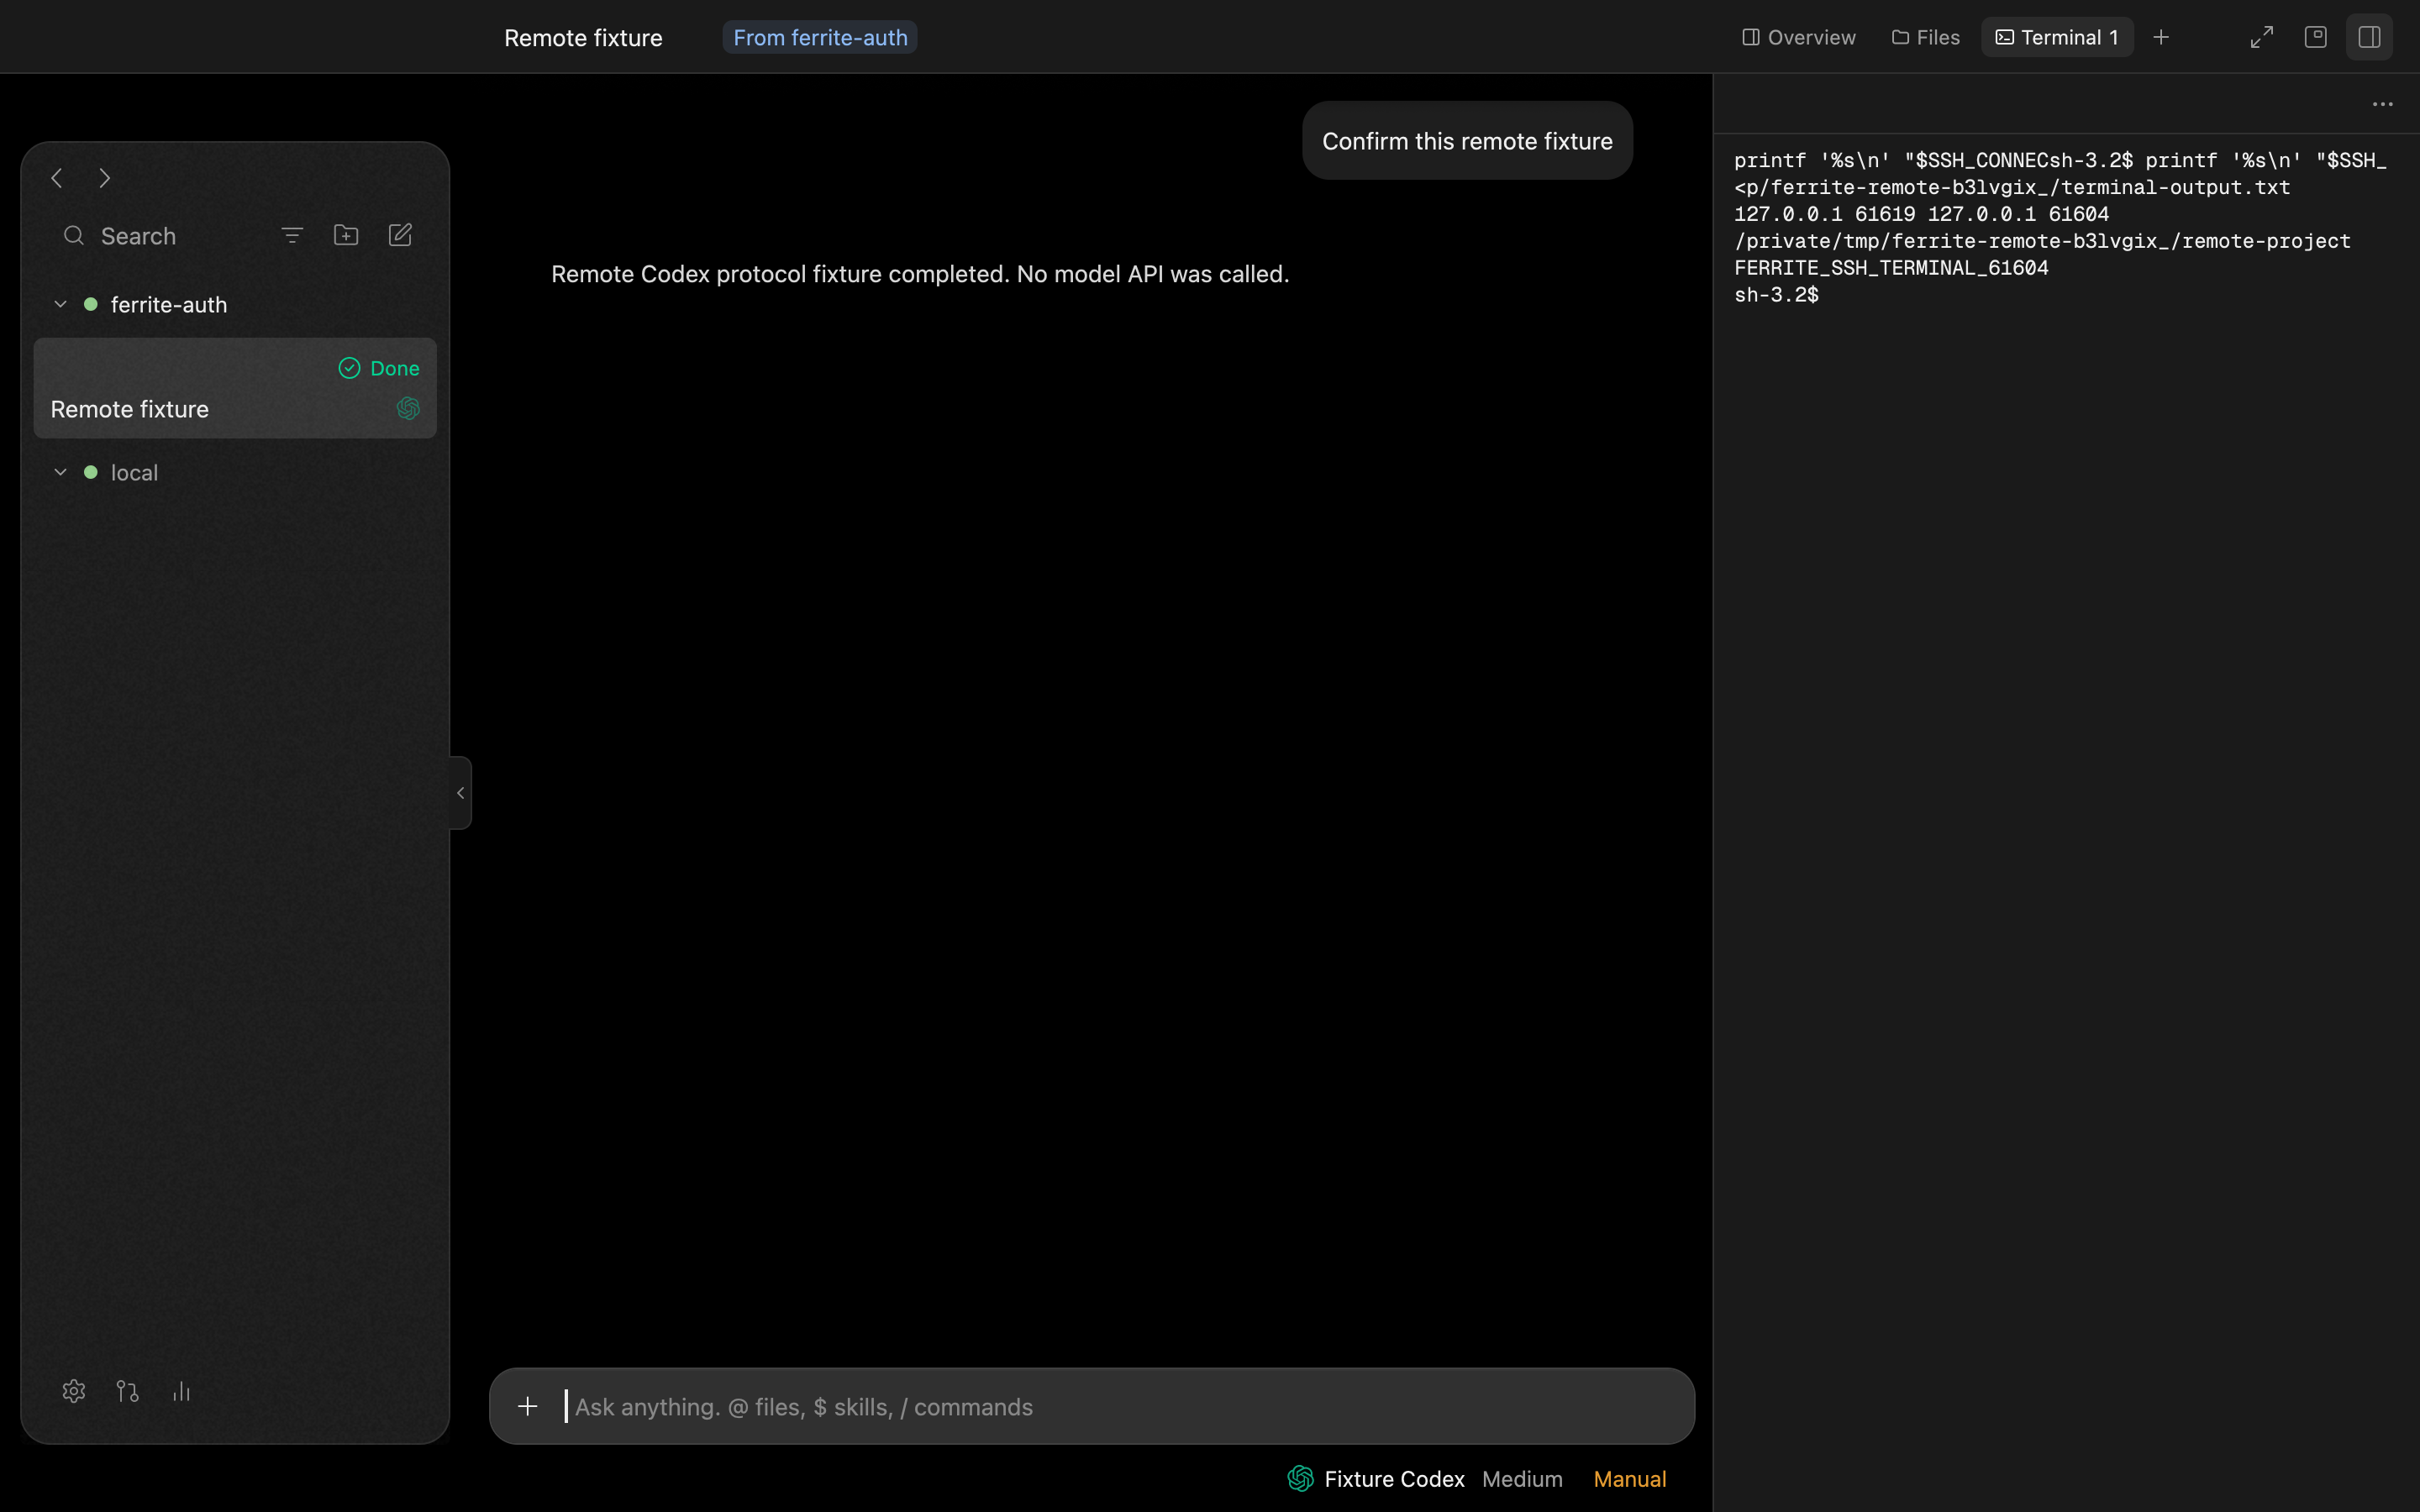 Remote fixture
From ferrite-auth
Overview
Files
Terminal 1
Search
ferrite-auth
Done
Remote fixture
local
Confirm this remote fixture
Remote Codex protocol fixture completed. No model API was called.
Ask anything. @ files, $ skills, / commands
Fixture Codex Medium Manual
printf '%s\n' "$SSH_CONNECsh-3.2$ printf '%s\n' "$SSH_
<p/ferrite-remote-b3lvgix_/terminal-output.txt
127.0.0.1 61619 127.0.0.1 61604
/private/tmp/ferrite-remote-b3lvgix_/remote-project
FERRITE_SSH_TERMINAL_61604
sh-3.2$